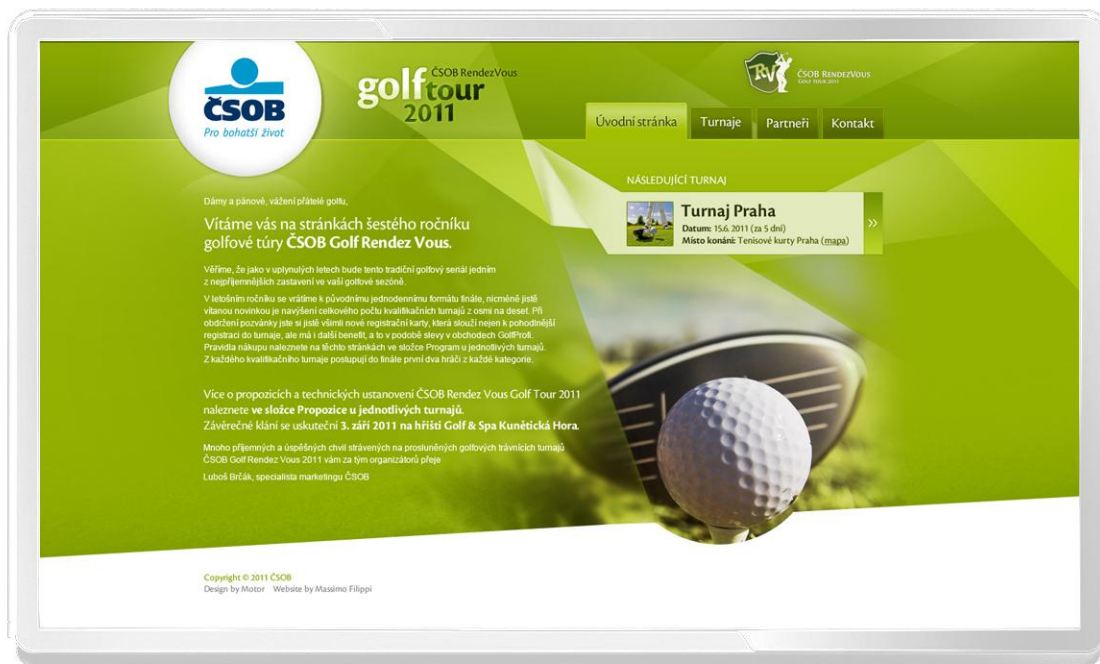 ČSOB
Pro bohatší život
golf tour 2011
ČSOB RendezVous
RV
ČSOB RENDEZVOUS
GOLF TOUR 2011
Úvodní stránka
Turnaje
Partneři
Kontakt
Dámy a pánové, vážení přátelé golfu,
Vítáme vás na stránkách šestého ročníku
golfové túry ČSOB Golf Rendez Vous.
Věříme, že jako v uplynulých letech bude tento tradiční golfový seriál jedním
z nejpříjemnějších zastavení ve vaší golfové sezóně.
V letošním ročníku se vrátíme k původnímu jednodennímu formátu finále, nicméně jistě
vítanou novinkou je navýšení celkového počtu kvalifikačních turnajů z osmi na deset. Při
obdržení pozvánky jste si jistě všimli nové registrační karty, která slouží nejen k pohodlnější
registraci do turnaje, ale má i další benefit, a to v podobě slevy v obchodech GolfProfi.
Pravidla nákupu naleznete na těchto stránkách ve složce Program u jednotlivých turnajů.
Z každého kvalifikačního turnaje postupují do finále první dva hráči z každé kategorie.
Více o propozicích a technických ustanovení ČSOB Rendez Vous Golf Tour 2011
naleznete ve složce Propozice u jednotlivých turnajů.
Závěrečné klání se uskuteční 3. září 2011 na hřišti Golf & Spa Kunětická Hora.
Mnoho příjemných a úspěšných chvil strávených na prosluněných golfových trávnících turnajů
ČSOB Golf Rendez Vous 2011 vám za tým organizátorů přeje
Luboš Brčák, specialista marketingu ČSOB
NÁSLEDUJÍCÍ TURNAJ
Turnaj Praha
Datum: 15.6. 2011 (za 5 dní)
Místo konání: Tenisové kurty Praha (mapa)
»
Copyright © 2011 ČSOB
Design by Motor Website by Massimo Filippi